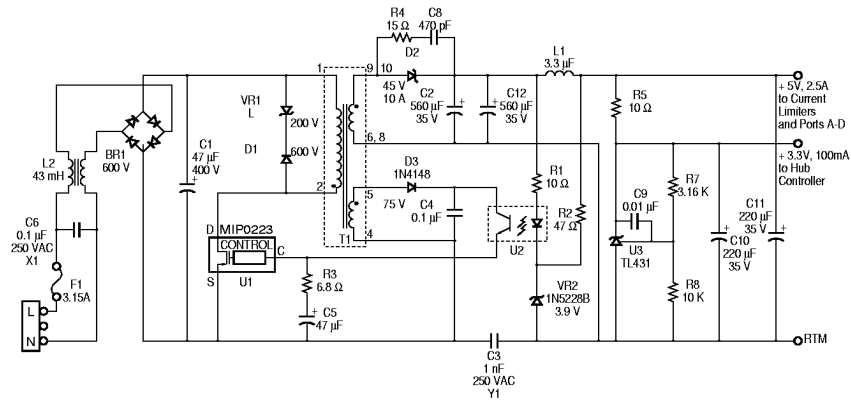 R4
15 Ω
C8
470 pF
D2
L1
3.3 µF
1
9
10
45 V
10 A
C2
560 µF
35 V
C12
560 µF
35 V
+ 5V, 2.5A
to Current
Limiters
and Ports A-D
R5
10 Ω
VR1
L
200 V
D1
600 V
C1
47 µF
400 V
BR1
600 V
L2
43 mH
6, 8
+ 3.3V, 100mA
to Hub
Controller
2
5
D3
1N4148
75 V
C4
0.1 µF
4
T1
R1
10 Ω
R2
47 Ω
C9
0.01 µF
R7
3.16 K
C11
220 µF
35 V
C10
220 µF
35 V
C6
0.1 µF
250 VAC
X1
D
MIP0223
CONTROL
C
S
U1
U2
U3
TL431
F1
3.15A
R3
6.8 Ω
C5
47 µF
VR2
1N5228B
3.9 V
R8
10 K
L
N
C3
1 nF
250 VAC
Y1
RTM